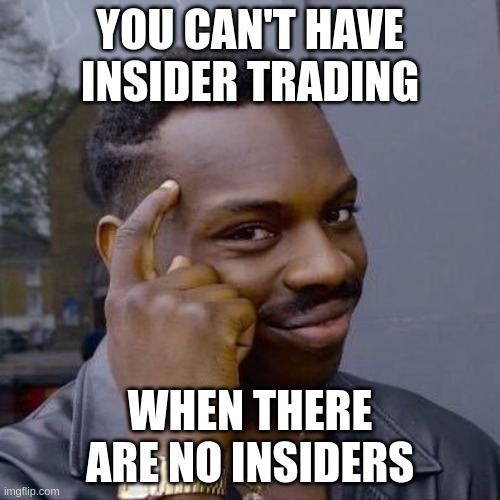 YOU CAN'T HAVE
INSIDER TRADING
WHEN THERE
ARE NO INSIDERS
imgflip.com